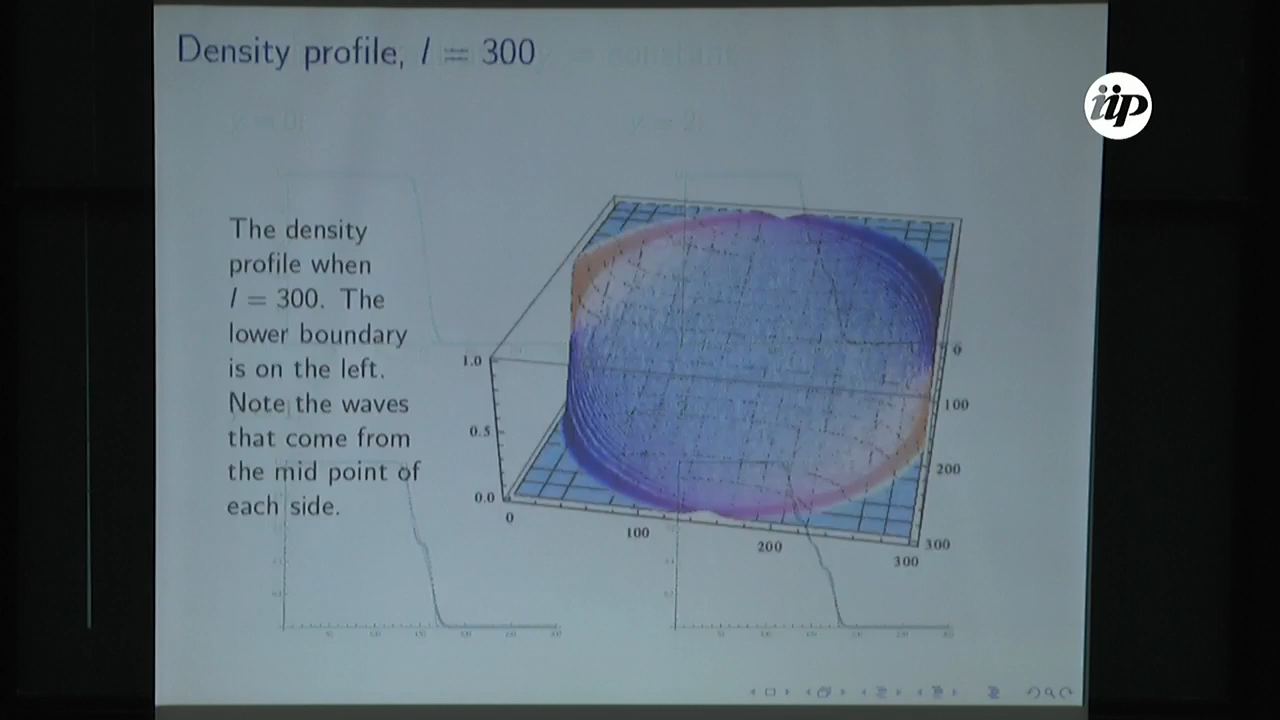 Density profile, l = 300
iip
The density
profile when
l = 300. The
lower boundary
is on the left.
Note the waves
that come from
the mid point of
each side.
1.0
0.5
0.0
0
100
200
300
0
100
200
300